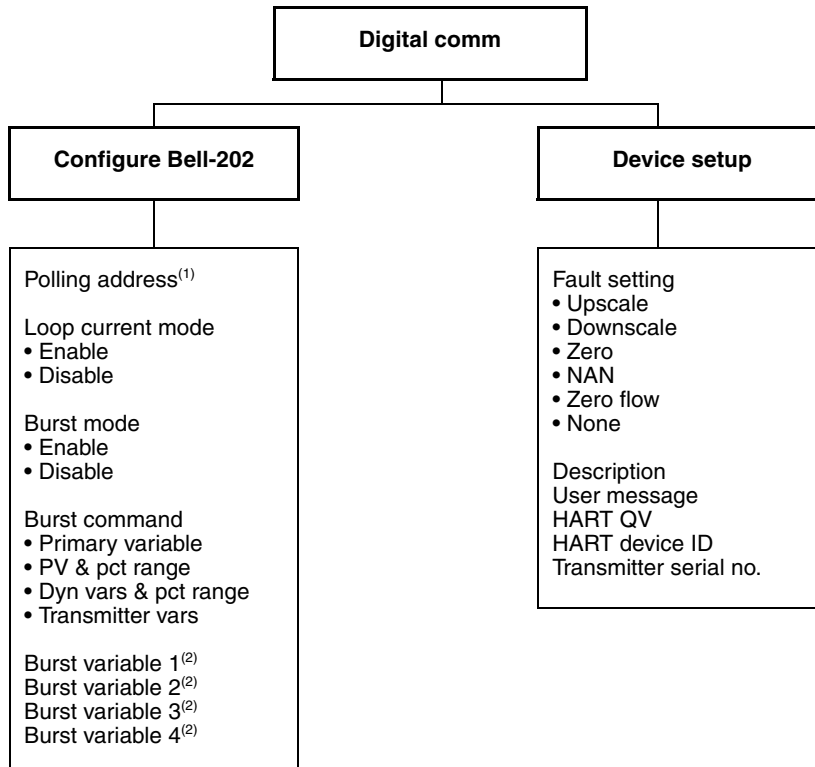 Digital comm
Configure Bell-202
Polling address(1)
Loop current mode
• Enable
• Disable
Burst mode
• Enable
• Disable
Burst command
• Primary variable
• PV & pct range
• Dyn vars & pct range
• Transmitter vars
Burst variable 1(2)
Burst variable 2(2)
Burst variable 3(2)
Burst variable 4(2)
Device setup
Fault setting
• Upscale
• Downscale
• Zero
• NAN
• Zero flow
• None
Description
User message
HART QV
HART device ID
Transmitter serial no.